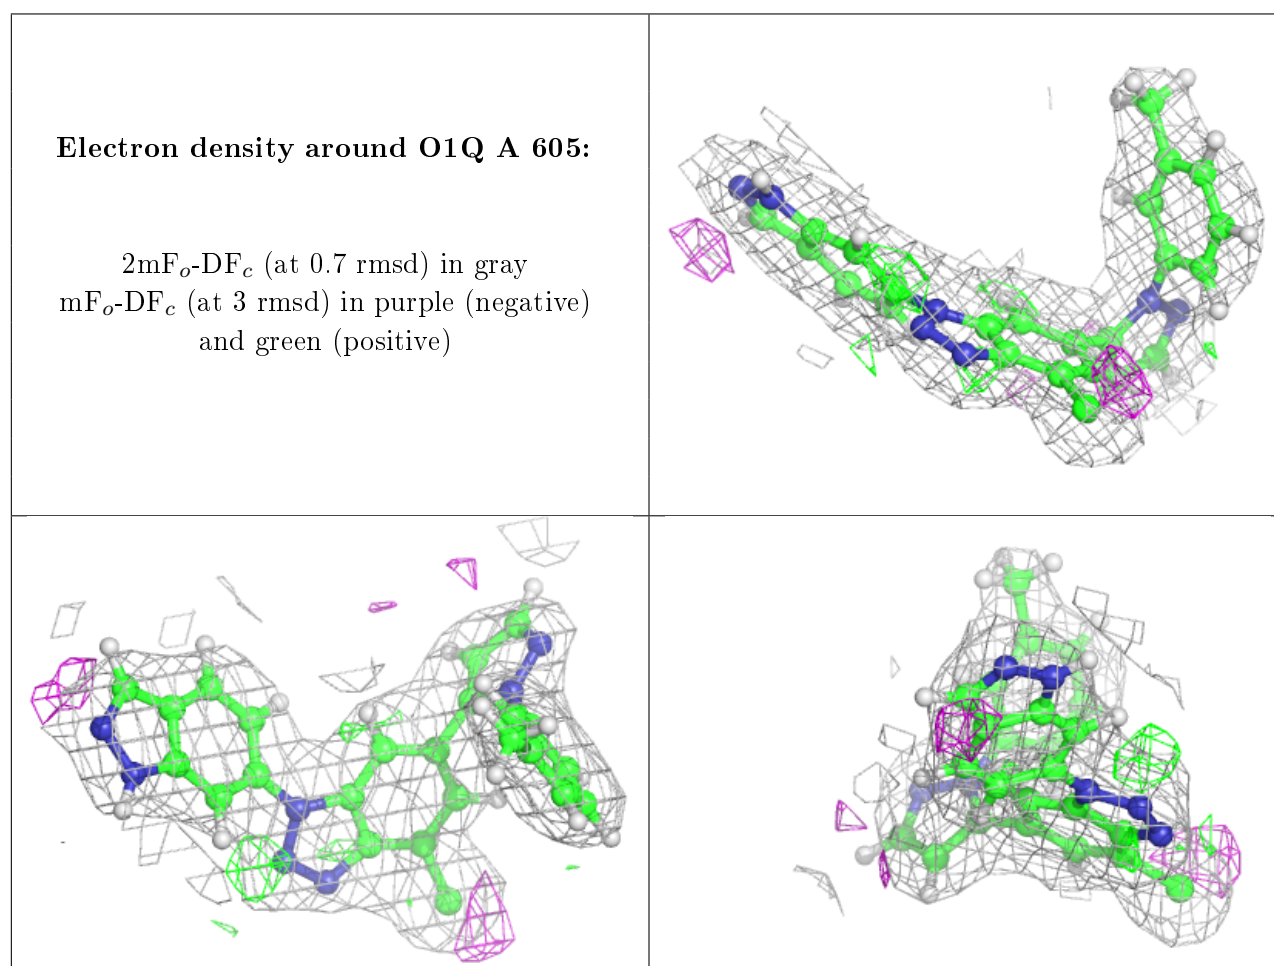 Electron density around O1Q A 605:
2mFo-DFc (at 0.7 rmsd) in gray
mFo-DFc (at 3 rmsd) in purple (negative)
and green (positive)